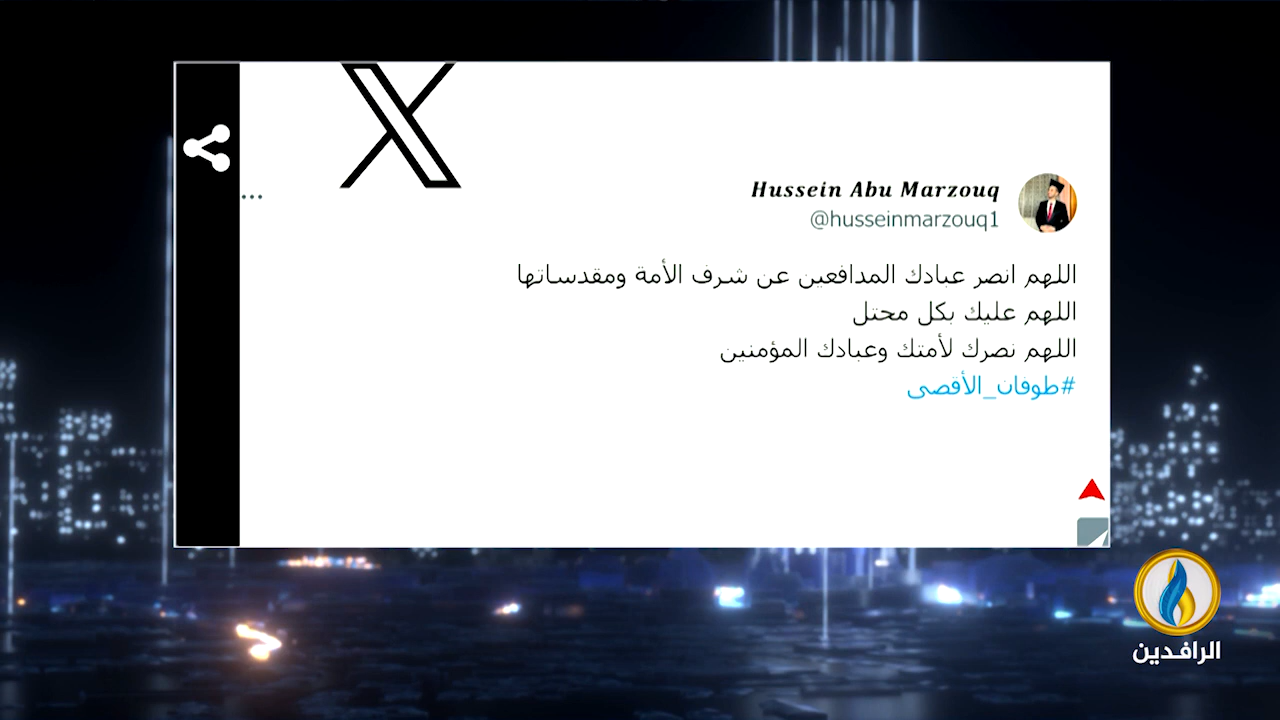 Hussein Abu Marzouq
@husseinmarzouq1
اللهم انصر عبادك المدافعين عن شرف الأمة ومقدساتها
اللهم عليك بكل محتل
اللهم نصرك لأمتك وعبادك المؤمنين
#طوفان_الأقصى
الرافدين